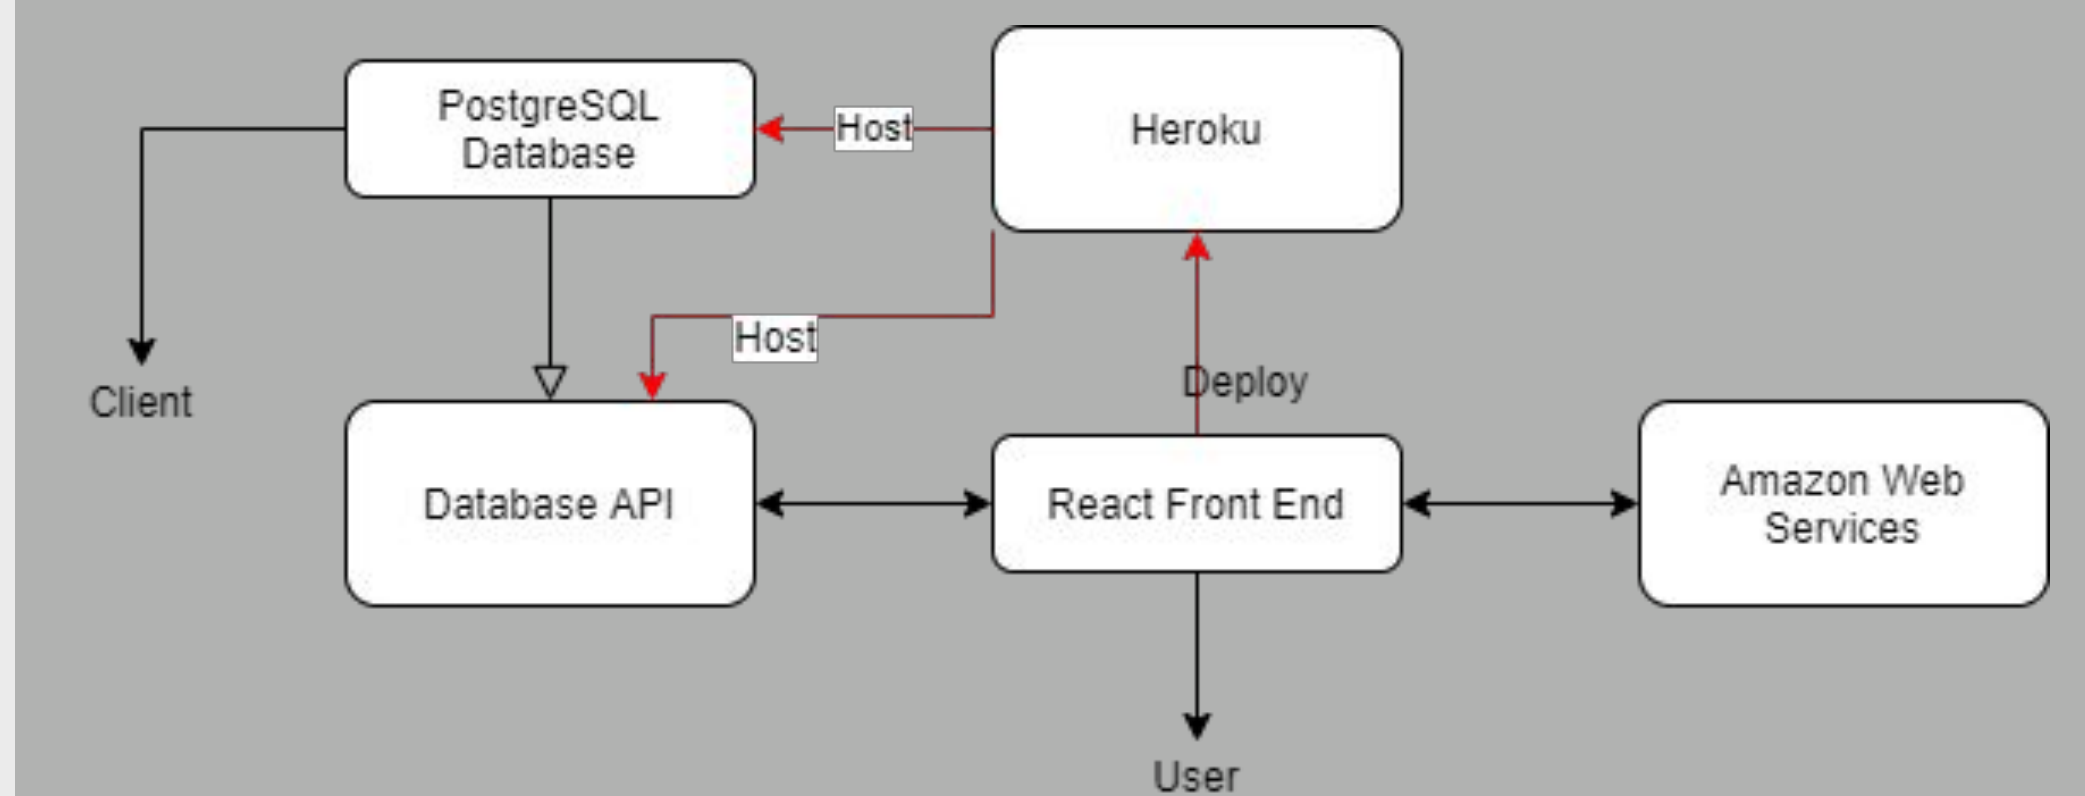 PostgreSQL
Database
Host
Heroku
Host
Deploy
Client
Database API
React Front End
Amazon Web
Services
User